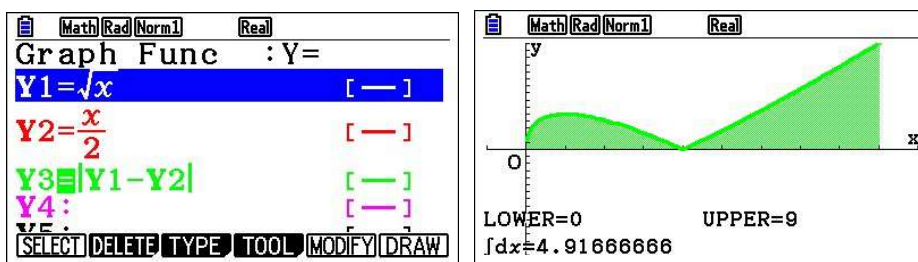 Math Rad Norm1 Real
Graph Func :Y=
Y1=√x [—]
Y2=x/2 [—]
Y3=|Y1−Y2| [—]
Y4: [—]
Y5:
SELECT DELETE TYPE TOOL MODIFY DRAW
Math Rad Norm1 Real
y
x
O
LOWER=0 UPPER=9
∫dx=4.91666666